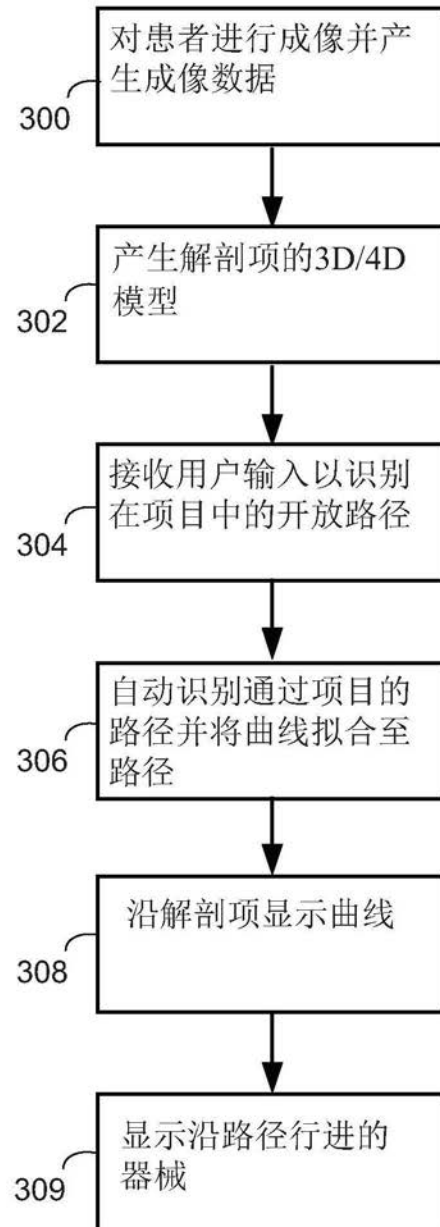 对患者进行成像并产
生成像数据
300
产生解剖项的3D/4D
模型
302
接收用户输入以识别
在项目中的开放路径
304
自动识别通过项目的
路径并将曲线拟合至
路径
306
沿解剖项显示曲线
308
显示沿路径行进的
器械
309